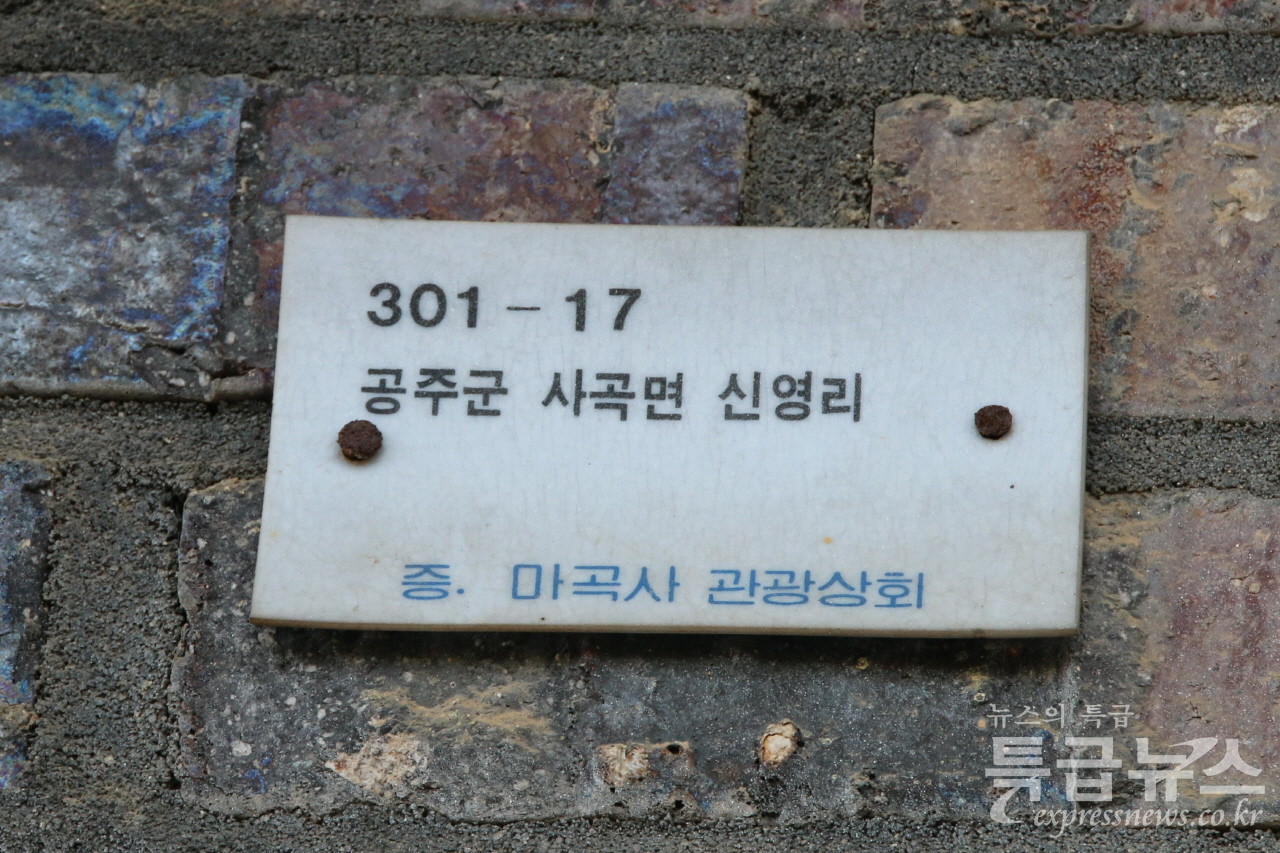 301-17
공주군 사곡면 신영리
증. 마곡사 관광상회
뉴스의 특급
특급뉴스
expressnews.co.kr